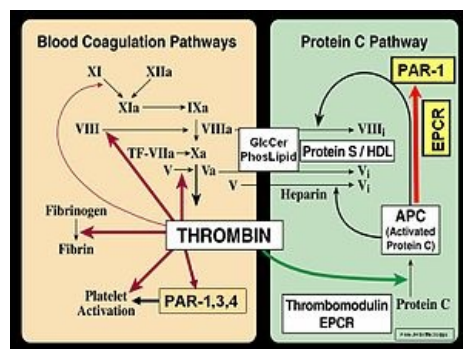 Blood Coagulation Pathways
Protein C Pathway
XI
XIIa
PAR-1
XIa
IXa
EPCR
VIII
VIIIa
GlcCer
PhosLipid
VIIIi
Protein S / HDL
TF-VIIa
Xa
V
Va
Vi
V
Vi
Heparin
Fibrinogen
Fibrin
THROMBIN
APC
(Activated
Protein C)
Platelet
Activation
PAR-1,3,4
Thrombomodulin
EPCR
Protein C